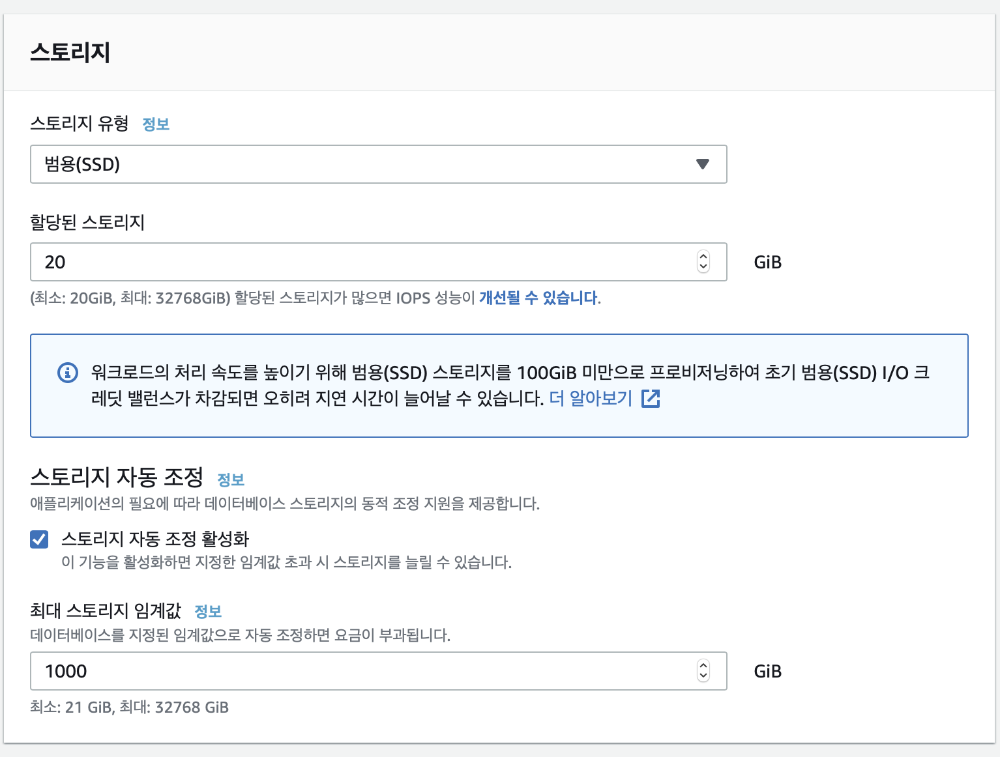 스토리지
스토리지 유형 정보
범용(SSD)
할당된 스토리지
20 GiB
(최소: 20GiB, 최대: 32768GiB) 할당된 스토리지가 많으면 IOPS 성능이 개선될 수 있습니다.
워크로드의 처리 속도를 높이기 위해 범용(SSD) 스토리지를 100GiB 미만으로 프로비저닝하여 초기 범용(SSD) I/O 크
레딧 밸런스가 차감되면 오히려 지연 시간이 늘어날 수 있습니다. 더 알아보기
스토리지 자동 조정 정보
애플리케이션의 필요에 따라 데이터베이스 스토리지의 동적 조정 지원을 제공합니다.
스토리지 자동 조정 활성화
이 기능을 활성화하면 지정한 임계값 초과 시 스토리지를 늘릴 수 있습니다.
최대 스토리지 임계값 정보
데이터베이스를 지정된 임계값으로 자동 조정하면 요금이 부과됩니다.
1000 GiB
최소: 21 GiB, 최대: 32768 GiB